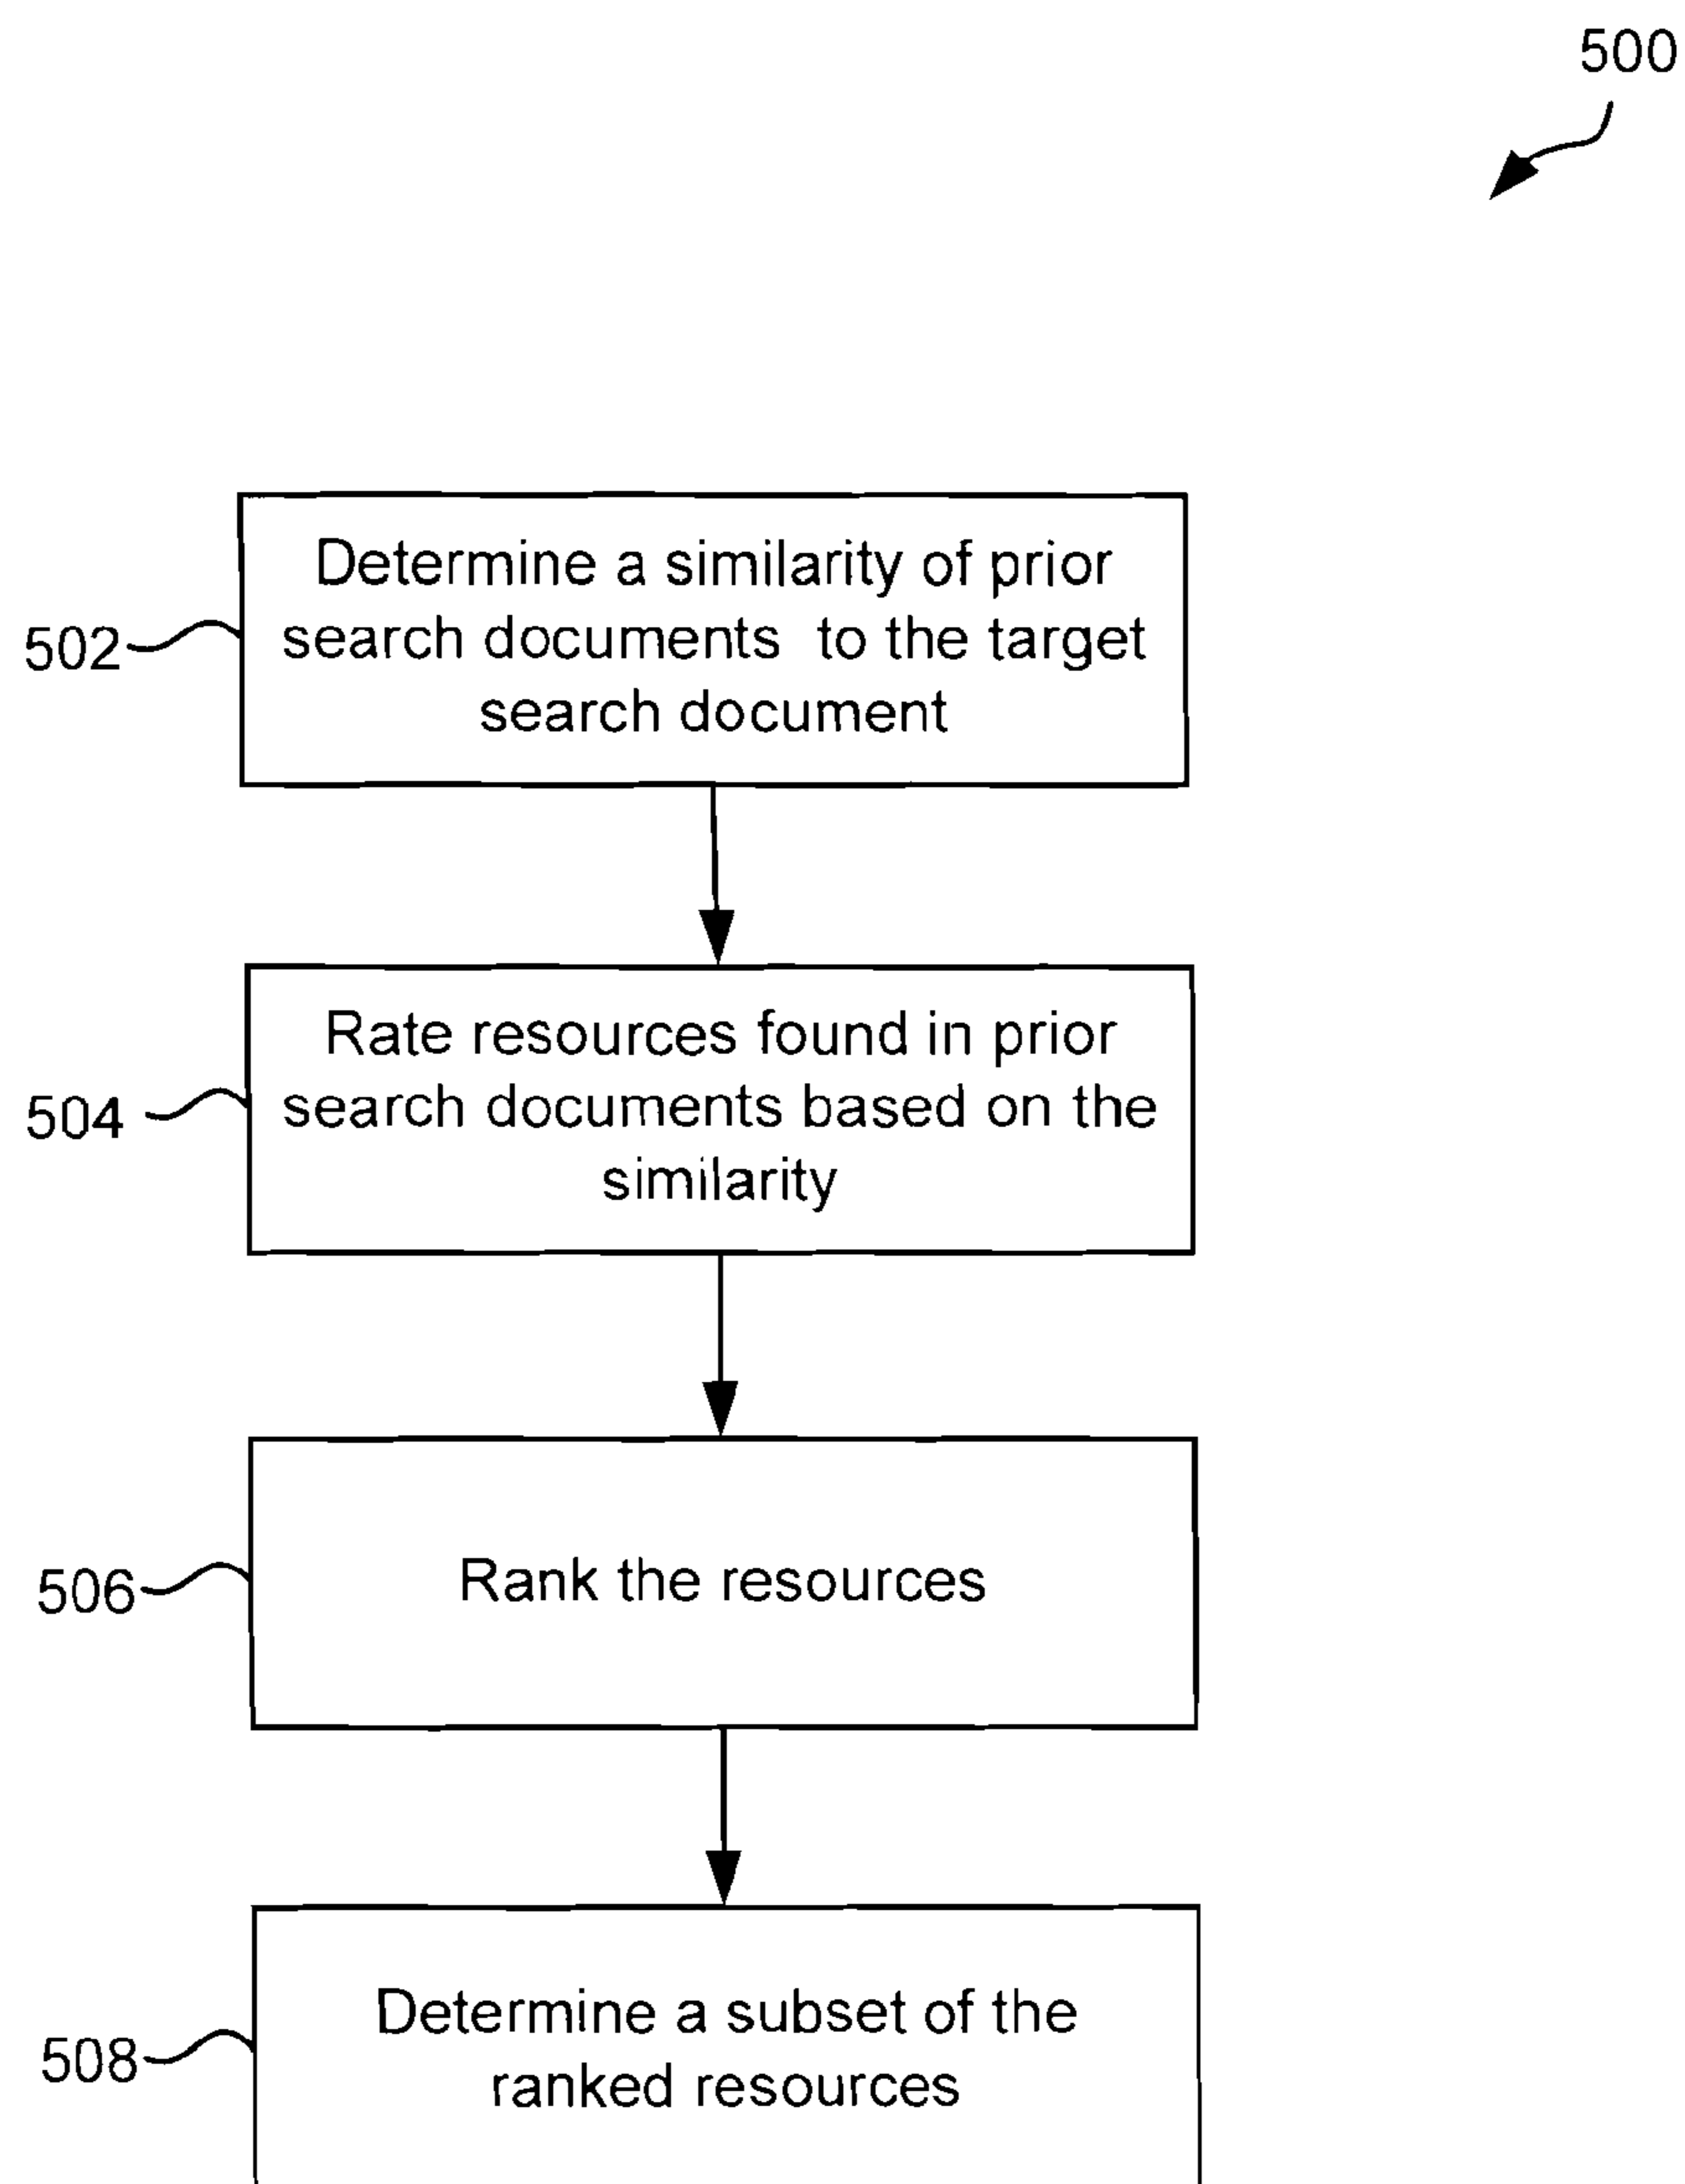 500
Determine a similarity of prior
search documents to the target
search document
502
Rate resources found in prior
search documents based on the
similarity
504
Rank the resources
506
Determine a subset of the
ranked resources
508